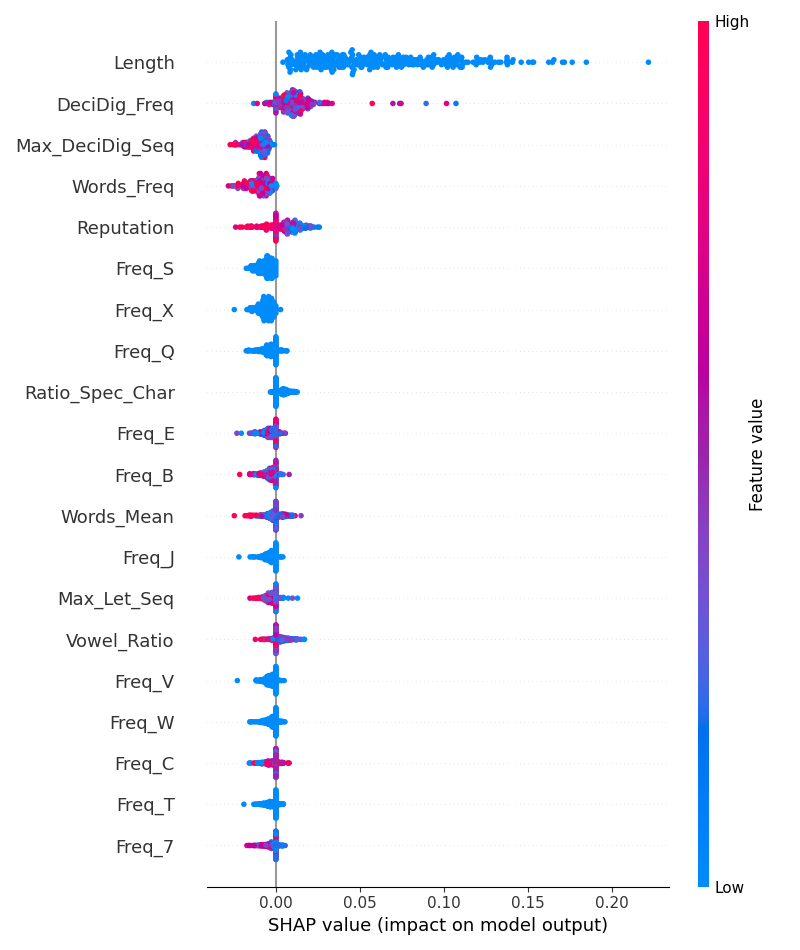 High
Length
DeciDig_Freq
Max_DeciDig_Seq
Words_Freq
Reputation
Freq_S
Freq_X
Freq_Q
Ratio_Spec_Char
Freq_E
Freq_B
Words_Mean
Freq_J
Max_Let_Seq
Vowel_Ratio
Freq_V
Freq_W
Freq_C
Freq_T
Freq_7
Feature value
Low
0.00 0.05 0.10 0.15 0.20
SHAP value (impact on model output)